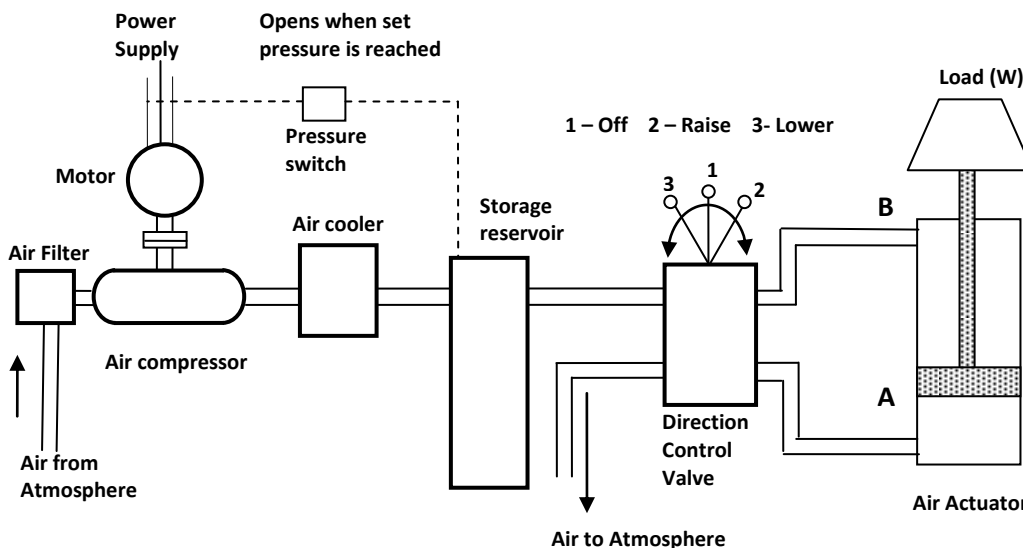 Power
Supply
Opens when set
pressure is reached
Load (W)
1 – Off 2 – Raise 3- Lower
Pressure
switch
Motor
1
3
2
Storage
reservoir
B
Air cooler
Air Filter
Air compressor
A
Direction
Control
Valve
Air from
Atmosphere
Air Actuator
Air to Atmosphere